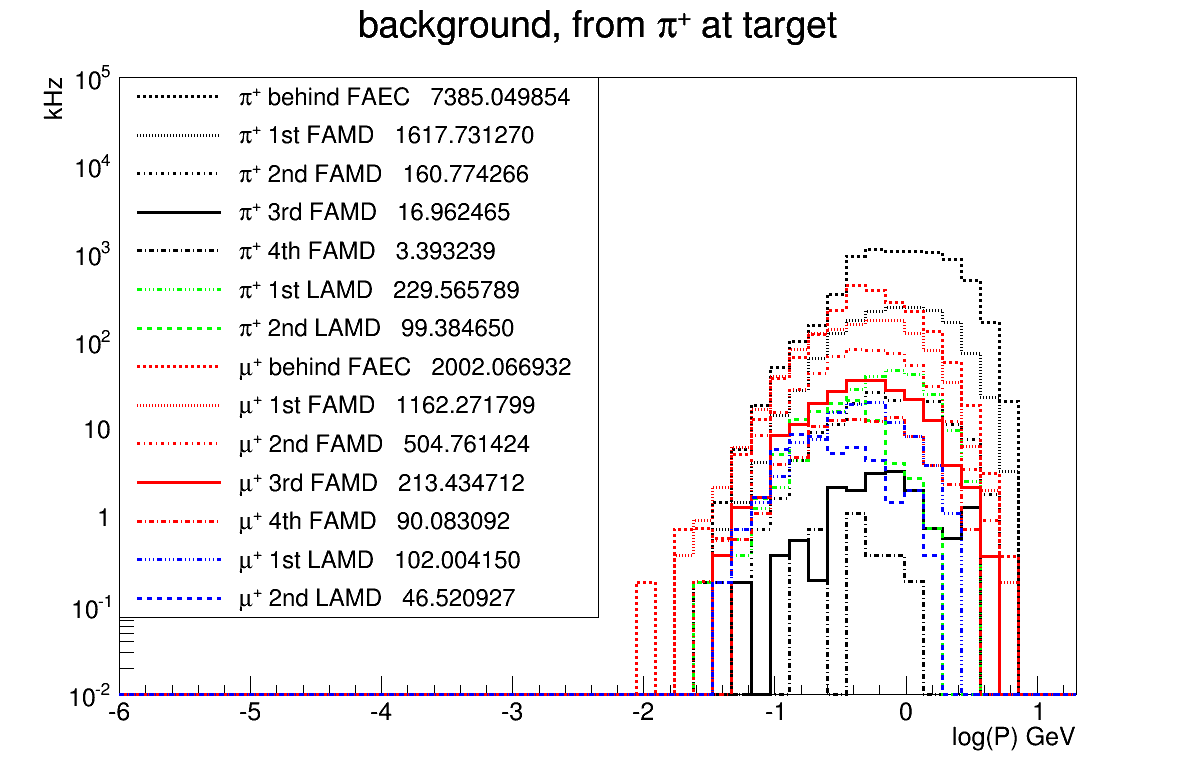 background, from π⁺ at target
kHz
10⁵
10⁴
10³
10²
10
1
10⁻¹
10⁻²
π⁺ behind FAEC 7385.049854
π⁺ 1st FAMD 1617.731270
π⁺ 2nd FAMD 160.774266
π⁺ 3rd FAMD 16.962465
π⁺ 4th FAMD 3.393239
π⁺ 1st LAMD 229.565789
π⁺ 2nd LAMD 99.384650
μ⁺ behind FAEC 2002.066932
μ⁺ 1st FAMD 1162.271799
μ⁺ 2nd FAMD 504.761424
μ⁺ 3rd FAMD 213.434712
μ⁺ 4th FAMD 90.083092
μ⁺ 1st LAMD 102.004150
μ⁺ 2nd LAMD 46.520927
-6 -5 -4 -3 -2 -1 0 1
log(P) GeV